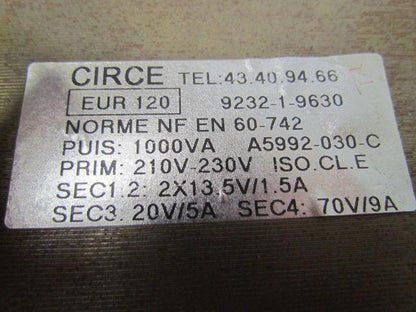 CIRCE TEL:43.40.94.66
EUR 120 9232-1-9630
NORME NF EN 60-742
PUIS: 1000VA A5992-030-C
PRIM: 210V-230V ISO.CL.E
SEC1.2: 2X13.5V/1.5A
SEC3: 20V/5A SEC4: 70V/9A